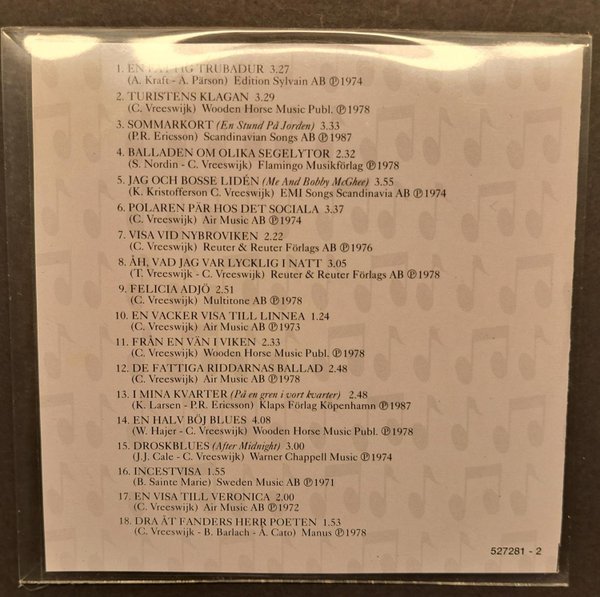 1. EN FATTIG TRUBADUR 3.27
(A. Kraft - A. Pärson) Edition Sylvain AB ℗1974
2. TURISTENS KLAGAN 3.29
(C. Vreeswijk) Wooden Horse Music Publ. ℗1978
3. SOMMARKORT (En Stund På Jorden) 3.33
(P.R. Ericsson) Scandinavian Songs AB ℗1987
4. BALLADEN OM OLIKA SEGELYTOR 2.32
(S. Nordin - C. Vreeswijk) Flamingo Musikförlag ℗1978
5. JAG OCH BOSSE LIDÉN (Me And Bobby McGhee) 3.55
(K. Kristofferson C. Vreeswijk) EMI Songs Scandinavia AB ℗1974
6. POLAREN PÄR HOS DET SOCIALA 3.37
(C. Vreeswijk) Air Music AB ℗1974
7. VISA VID NYBROVIKEN 2.22
(C. Vreeswijk) Reuter & Reuter Förlags AB ℗1976
8. ÅH, VAD JAG VAR LYCKLIG I NATT 3.05
(T. Vreeswijk - C. Vreeswijk) Reuter & Reuter Förlags AB ℗1978
9. FELICIA ADJÖ 2.51
(C. Vreeswijk) Multitone AB ℗1978
10. EN VACKER VISA TILL LINNEA 1.24
(C. Vreeswijk) Air Music AB ℗1973
11. FRÅN EN VÄN I VIKEN 2.33
(C. Vreeswijk) Wooden Horse Music Publ. ℗1978
12. DE FATTIGA RIDDARNAS BALLAD 2.48
(C. Vreeswijk) Air Music AB ℗1978
13. I MINA KVARTER (På en gren i vort kvarter) 2.48
(K. Larsen - P.R. Ericsson) Klaps Förlag Köpenhamn ℗1987
14. EN HALV BÖJ BLUES 4.08
(W. Hajer - C. Vreeswijk) Wooden Horse Music Publ. ℗1978
15. DROSKBLUES (After Midnight) 3.00
(J.J. Cale - C. Vreeswijk) Warner Chappell Music ℗1974
16. INCESTVISA 1.55
(B. Sainte Marie) Sweden Music AB ℗1971
17. EN VISA TILL VERONICA 2.00
(C. Vreeswijk) Air Music AB ℗1972
18. DRA ÅT FANDERS HERR POETEN 1.53
(C. Vreeswijk - B. Barlach - Å. Cato) Manus ℗1978
527281 - 2